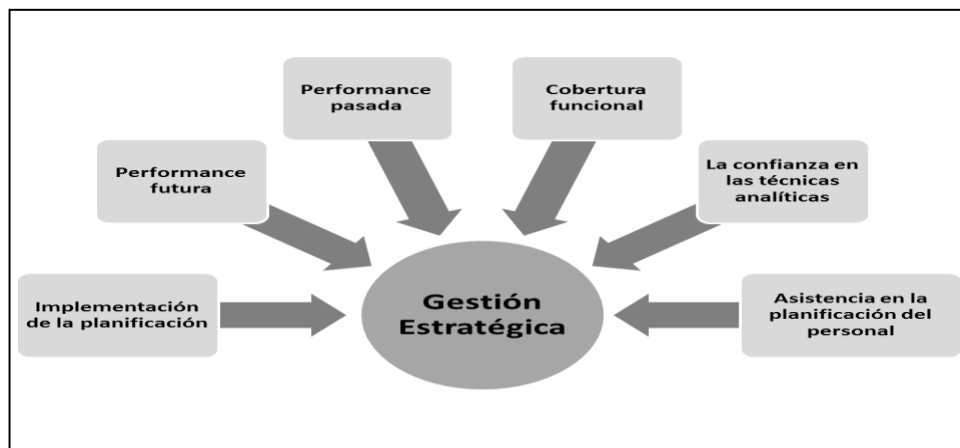 Performance
pasada
Cobertura
funcional
Performance
futura
La confianza en
las técnicas
analíticas
Implementación
de la planificación
Gestión
Estratégica
Asistencia en la
planificación del
personal